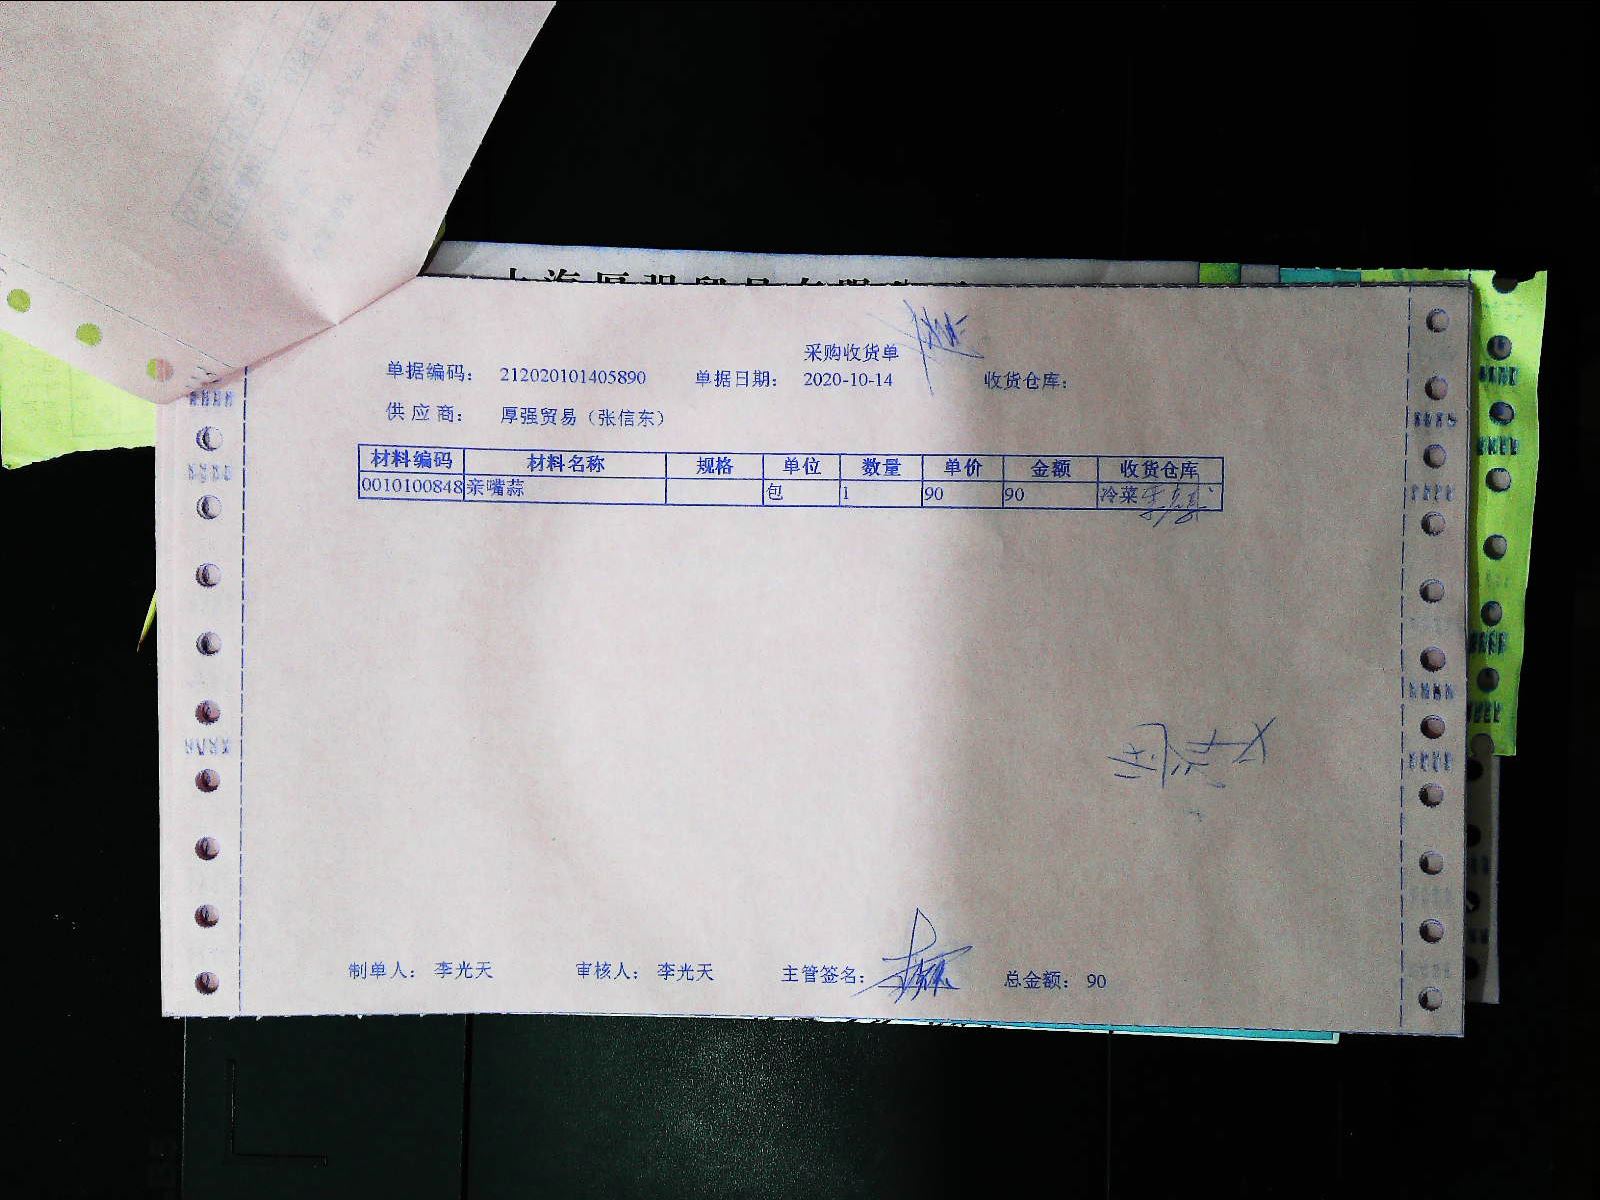 采购收货单
单据编码： 212020101405890 单据日期： 2020-10-14 收货仓库：
供 应 商： 厚强贸易（张信东）
材料编码 材料名称 规格 单位 数量 单价 金额 收货仓库
0010100848 亲嘴蒜 包 1 90 90 冷菜
制单人： 李光天 审核人： 李光天 主管签名： 总金额： 90